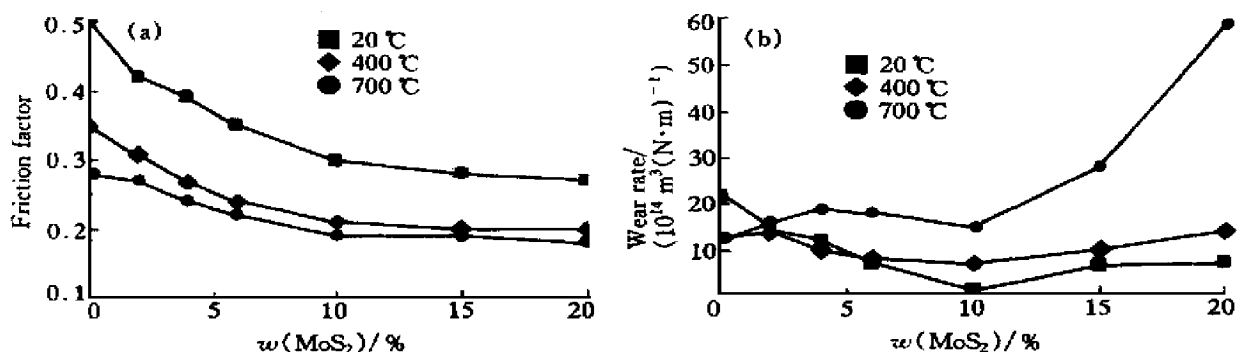 (a)
0.5
0.4
0.3
0.2
0.1
Friction factor
20 ℃
400 ℃
700 ℃
0 5 10 15 20
w(MoS₂)/%
(b)
60
50
40
30
20
10
Wear rate/
(10¹⁴ m³(N·m)⁻¹
20 ℃
400 ℃
700 ℃
0 5 10 15 20
w(MoS₂)/%